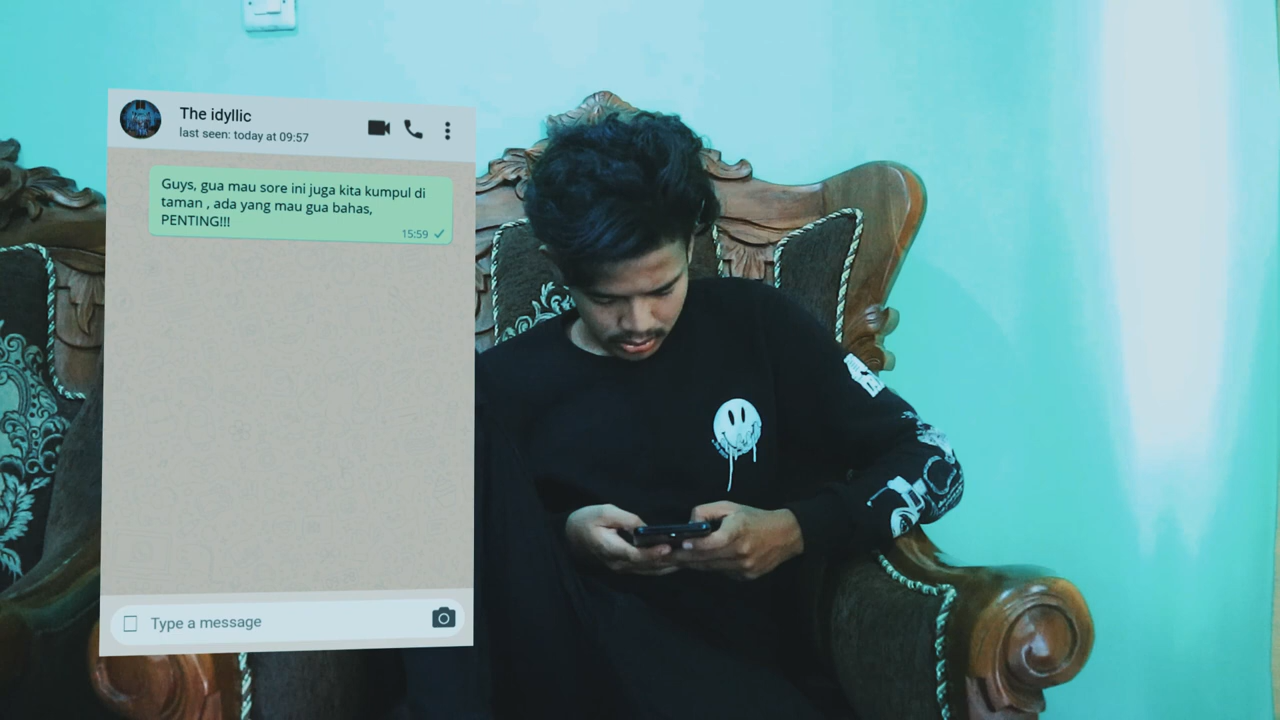 The idyllic
last seen: today at 09:57
Guys, gua mau sore ini juga kita kumpul di
taman , ada yang mau gua bahas,
PENTING!!!
15:59
Type a message